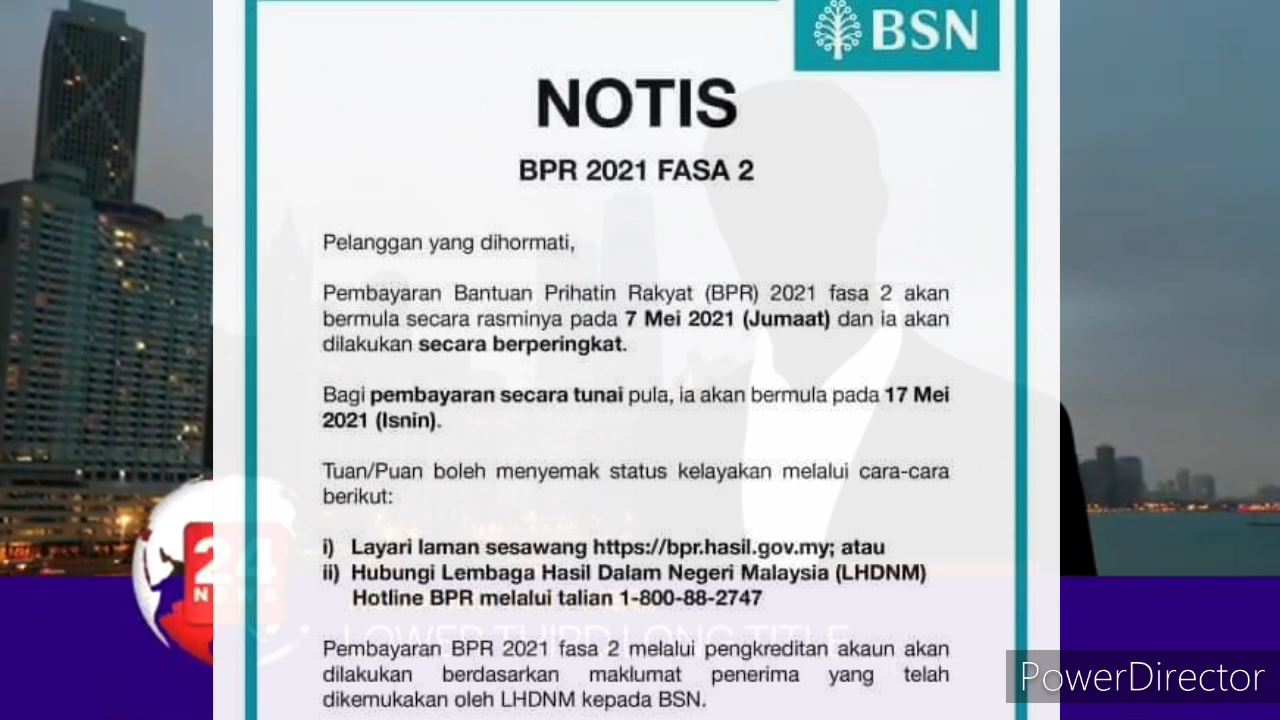 BSN
NOTIS
BPR 2021 FASA 2
Pelanggan yang dihormati,
Pembayaran Bantuan Prihatin Rakyat (BPR) 2021 fasa 2 akan
bermula secara rasminya pada 7 Mei 2021 (Jumaat) dan ia akan
dilakukan secara berperingkat.
Bagi pembayaran secara tunai pula, ia akan bermula pada 17 Mei
2021 (Isnin).
Tuan/Puan boleh menyemak status kelayakan melalui cara-cara
berikut:
i) Layari laman sesawang https://bpr.hasil.gov.my; atau
ii) Hubungi Lembaga Hasil Dalam Negeri Malaysia (LHDNM)
Hotline BPR melalui talian 1-800-88-2747
Pembayaran BPR 2021 fasa 2 melalui pengkreditan akaun akan
dilakukan berdasarkan maklumat penerima yang telah
dikemukakan oleh LHDNM kepada BSN.
24
NEWS
LOWER THIRD LONG TITLE
PowerDirector